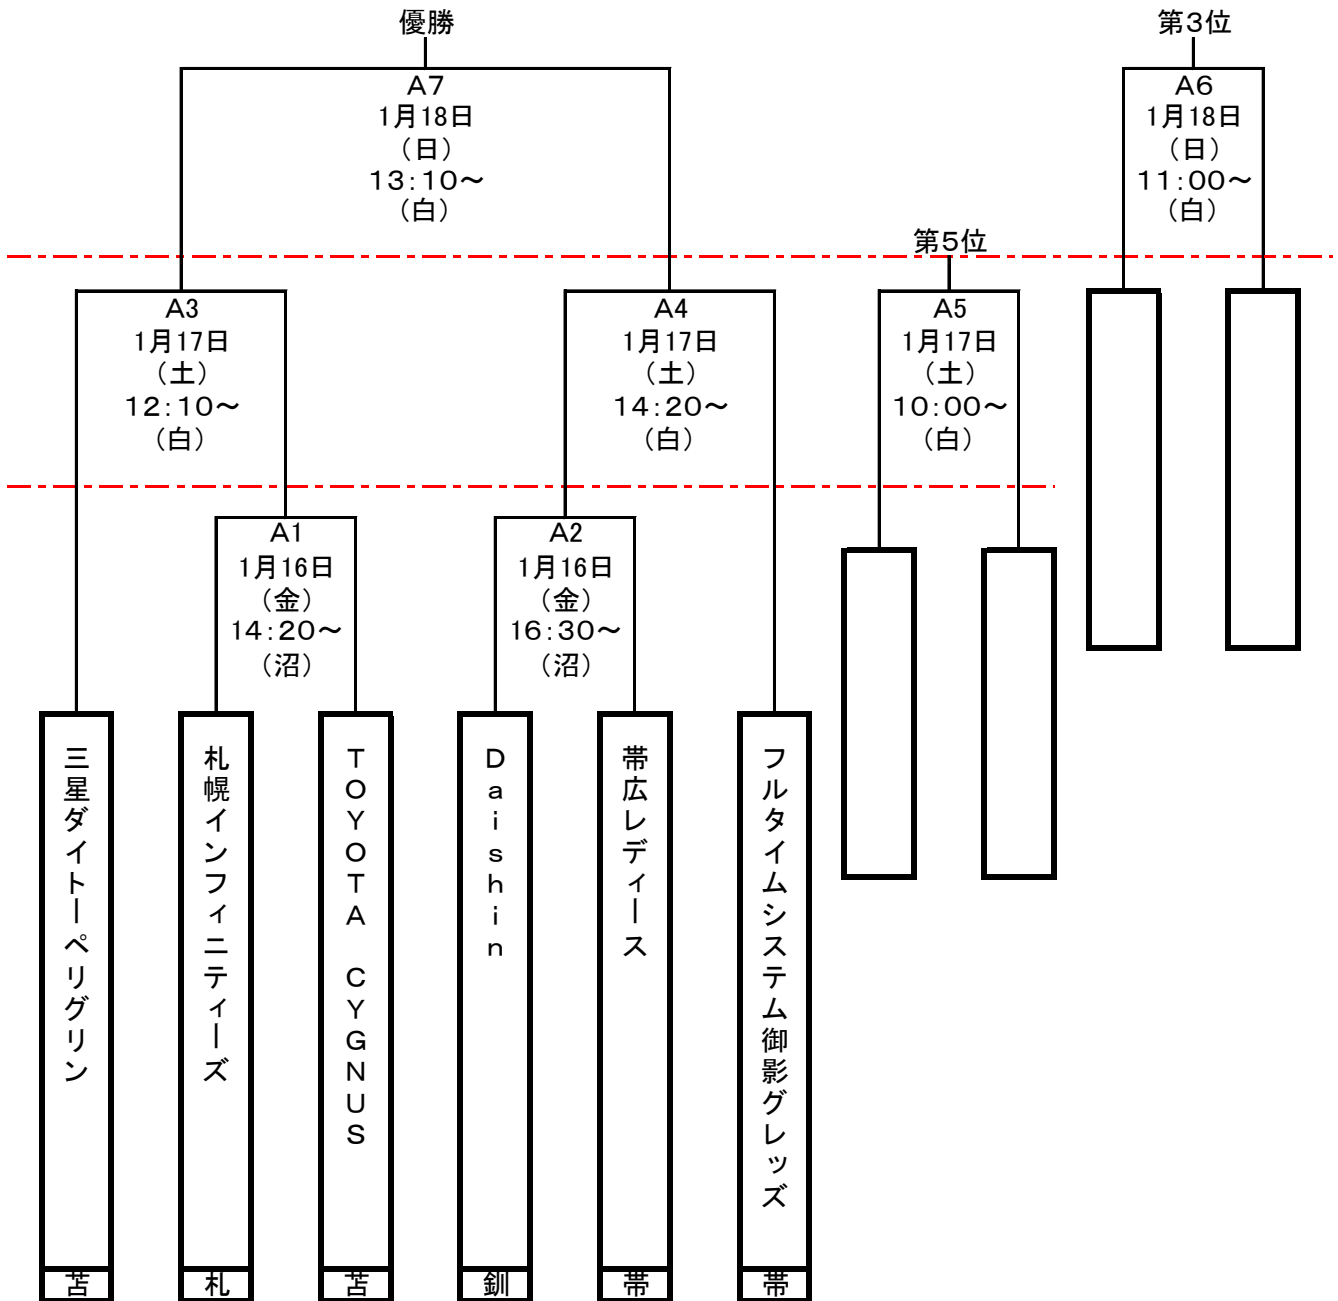 優勝
第３位
Ａ7
1月18日
（日）
13：10～
（白）
Ａ6
1月18日
（日）
11：00～
（白）
第５位
Ａ3
1月17日
（土）
12：10～
（白）
Ａ4
1月17日
（土）
14：20～
（白）
Ａ5
1月17日
（土）
10：00～
（白）
Ａ1
1月16日
（金）
14：20～
（沼）
Ａ2
1月16日
（金）
16：30～
（沼）
三星ダイトーペリグリン
札幌インフィニティーズ
ＴＯＹＯＴＡ　ＣＹＧＮＵＳ
Ｄａｉｓｈｉｎ
帯広レディース
フルタイムシステム御影グレッズ
苫
札
苫
釧
帯
帯